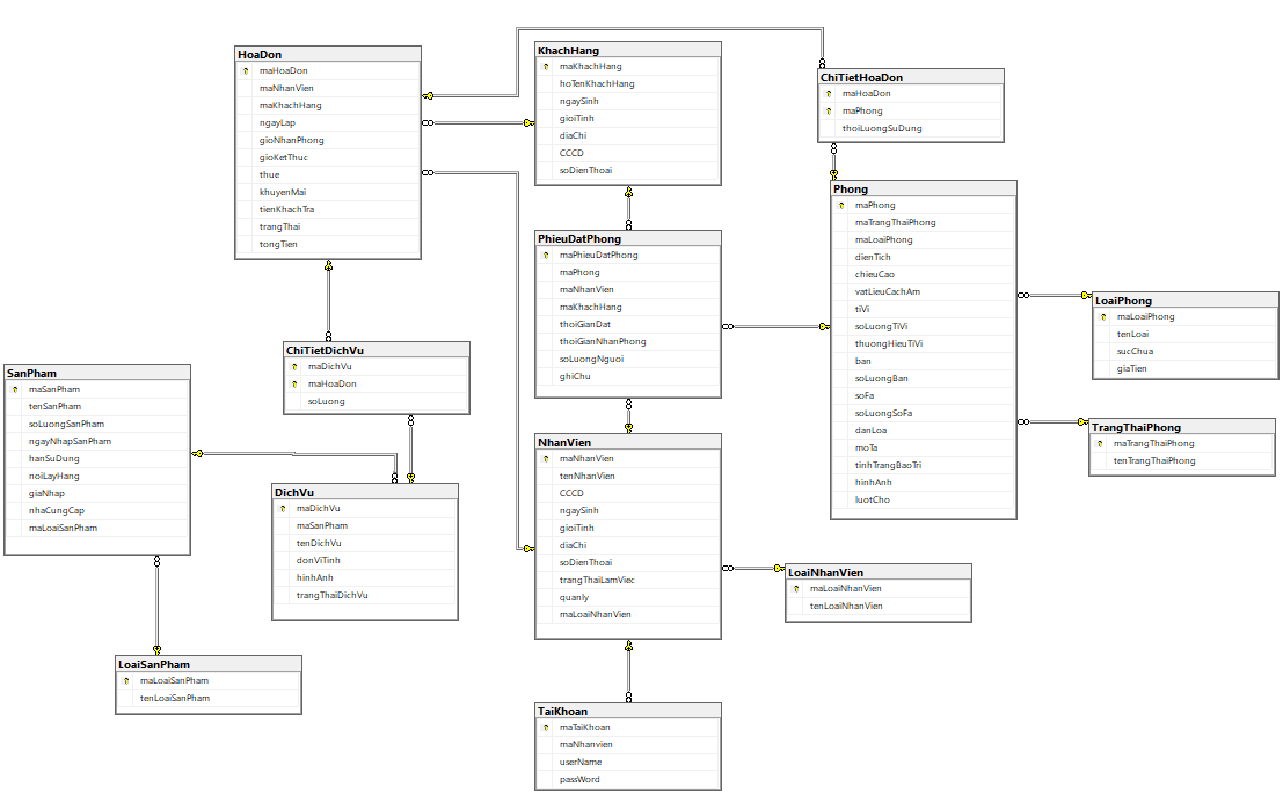 HoaDon
maHoaDon
maNhanVien
maKhachHang
ngayLap
gioNhanPhong
gioKetThuc
thue
khuyenMai
tienKhachTra
trangThai
tongTien
KhachHang
maKhachHang
hoTenKhachHang
ngaySinh
gioiTinh
diaChi
CCCD
soDienThoai
ChiTietHoaDon
maHoaDon
maPhong
thoiLuongSuDung
Phong
maPhong
maTrangThaiPhong
maLoaiPhong
dienTich
chieuCao
vatLieuCachAm
tiVi
soLuongTiVi
thuongHieuTiVi
ban
soLuongBan
soFa
soLuongSoFa
danLoa
moTa
tinhTrangBaoTri
hinhAnh
luotCho
PhieuDatPhong
maPhieuDatPhong
maPhong
maNhanVien
maKhachHang
thoiGianDat
thoiGianNhanPhong
soLuongNguoi
ghiChu
LoaiPhong
maLoaiPhong
tenLoai
sucChua
giaTien
TrangThaiPhong
maTrangThaiPhong
tenTrangThaiPhong
ChiTietDichVu
maDichVu
maHoaDon
soLuong
SanPham
maSanPham
tenSanPham
soLuongSanPham
ngayNhapSanPham
hanSuDung
noiLayHang
giaNhap
nhaCungCap
maLoaiSanPham
DichVu
maDichVu
maSanPham
tenDichVu
donViTinh
hinhAnh
trangThaiDichVu
NhanVien
maNhanVien
tenNhanVien
CCCD
ngaySinh
gioiTinh
diaChi
soDienThoai
trangThaiLamViec
quanly
maLoaiNhanVien
LoaiNhanVien
maLoaiNhanVien
tenLoaiNhanVien
LoaiSanPham
maLoaiSanPham
tenLoaiSanPham
TaiKhoan
maTaiKhoan
maNhanvien
userName
passWord